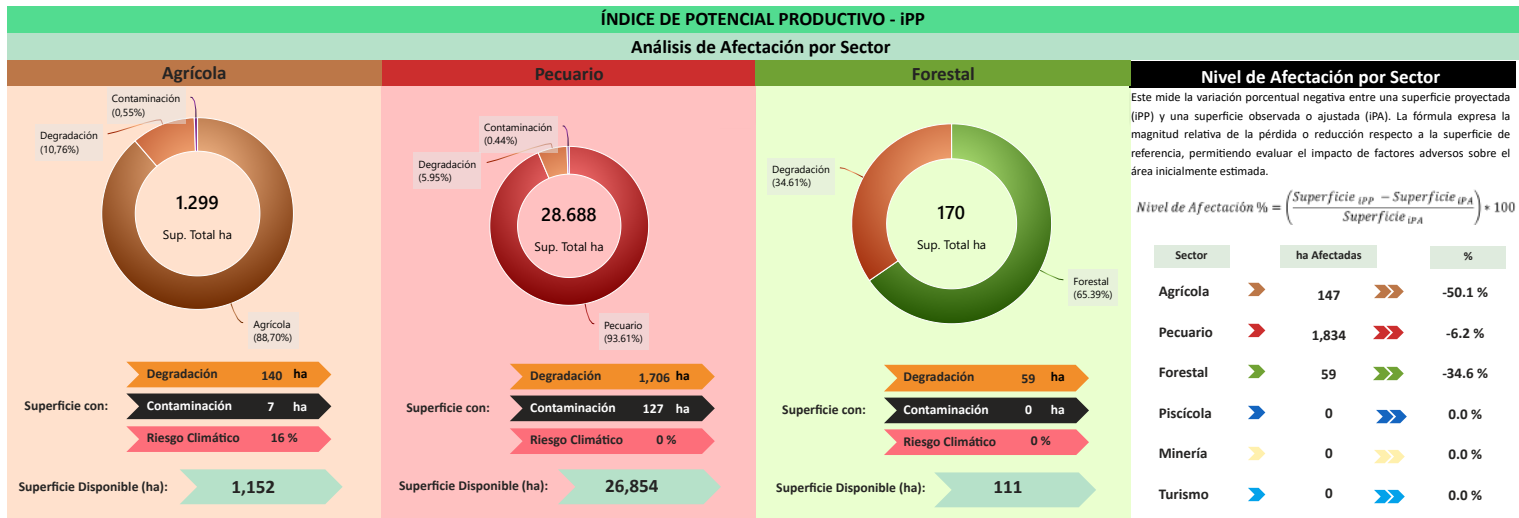 ÍNDICE DE POTENCIAL PRODUCTIVO - iPP
Análisis de Afectación por Sector
Agrícola
Contaminación
(0,55%)
Degradación
(10,76%)
1.299
Sup. Total ha
Agrícola
(88,70%)
Superficie con:
Degradación 140 ha
Contaminación 7 ha
Riesgo Climático 16 %
Superficie Disponible (ha): 1,152
Pecuario
Contaminación
(0.44%)
Degradación
(5.95%)
28.688
Sup. Total ha
Pecuario
(93.61%)
Superficie con:
Degradación 1,706 ha
Contaminación 127 ha
Riesgo Climático 0 %
Superficie Disponible (ha): 26,854
Forestal
Degradación
(34.61%)
170
Sup. Total ha
Forestal
(65.39%)
Superficie con:
Degradación 59 ha
Contaminación 0 ha
Riesgo Climático 0 %
Superficie Disponible (ha): 111
Nivel de Afectación por Sector
Este mide la variación porcentual negativa entre una superficie proyectada
(iPP) y una superficie observada o ajustada (iPA). La fórmula expresa la
magnitud relativa de la pérdida o reducción respecto a la superficie de
referencia, permitiendo evaluar el impacto de factores adversos sobre el
área inicialmente estimada.
Nivel de Afectación % = (Superficie iPP − Superficie iPA / Superficie iPA) * 100
Sector ha Afectadas %
Agrícola 147 -50.1 %
Pecuario 1,834 -6.2 %
Forestal 59 -34.6 %
Piscícola 0 0.0 %
Minería 0 0.0 %
Turismo 0 0.0 %